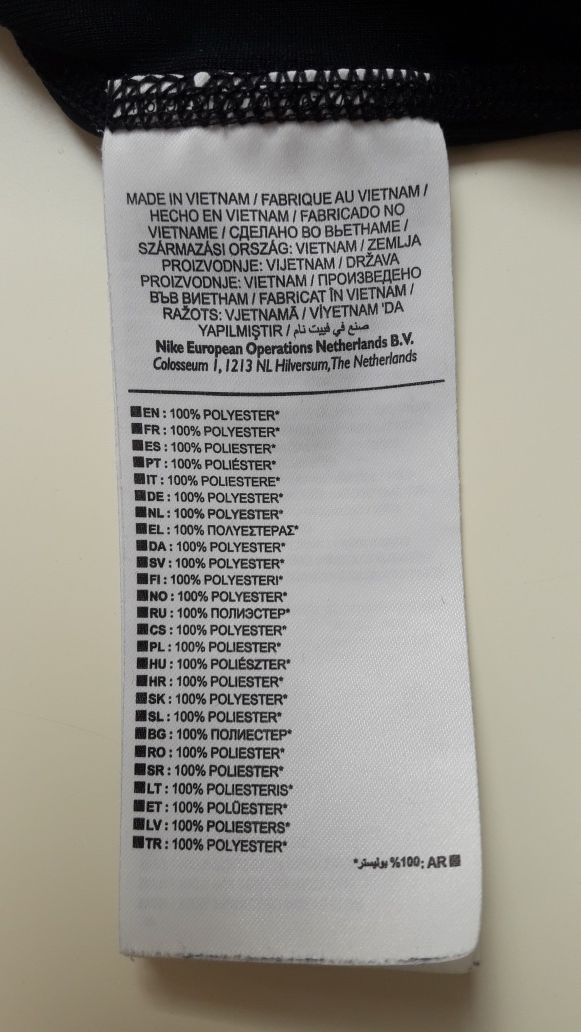 MADE IN VIETNAM / FABRIQUE AU VIETNAM /
HECHO EN VIETNAM / FABRICADO NO
VIETNAME / СДЕЛАНО ВО ВЬЕТНАМЕ /
SZÁRMAZÁSI ORSZÁG: VIETNAM / ZEMLJA
PROIZVODNJE: VIJETNAM / DRŽAVA
PROIZVODNJE: VIETNAM / ПРОИЗВЕДЕНО
ВЪВ ВИЕТНАМ / FABRICAT ÎN VIETNAM /
RAŽOTS: VJETNAMĀ / VİYETNAM 'DA
YAPILMIŞTIR / صنع في فييت نام
Nike European Operations Netherlands B.V.
Colosseum 1, 1213 NL Hilversum, The Netherlands
EN : 100% POLYESTER*
FR : 100% POLYESTER*
ES : 100% POLIESTER*
PT : 100% POLIÉSTER*
IT : 100% POLIESTERE*
DE : 100% POLYESTER*
NL : 100% POLYESTER*
EL : 100% ΠΟΛΥΕΣΤΕΡΑΣ*
DA : 100% POLYESTER*
SV : 100% POLYESTER*
FI : 100% POLYESTERI*
NO : 100% POLYESTER*
RU : 100% ПОЛИЭСТЕР*
CS : 100% POLYESTER*
PL : 100% POLIESTER*
HU : 100% POLIÉSZTER*
HR : 100% POLIESTER*
SK : 100% POLYESTER*
SL : 100% POLIESTER*
BG : 100% ПОЛИЕСТЕР*
RO : 100% POLIESTER*
SR : 100% POLIESTER*
LT : 100% POLIESTERIS*
ET : 100% POLÜESTER*
LV : 100% POLIESTERS*
TR : 100% POLYESTER*
AR : 100% بوليستر*